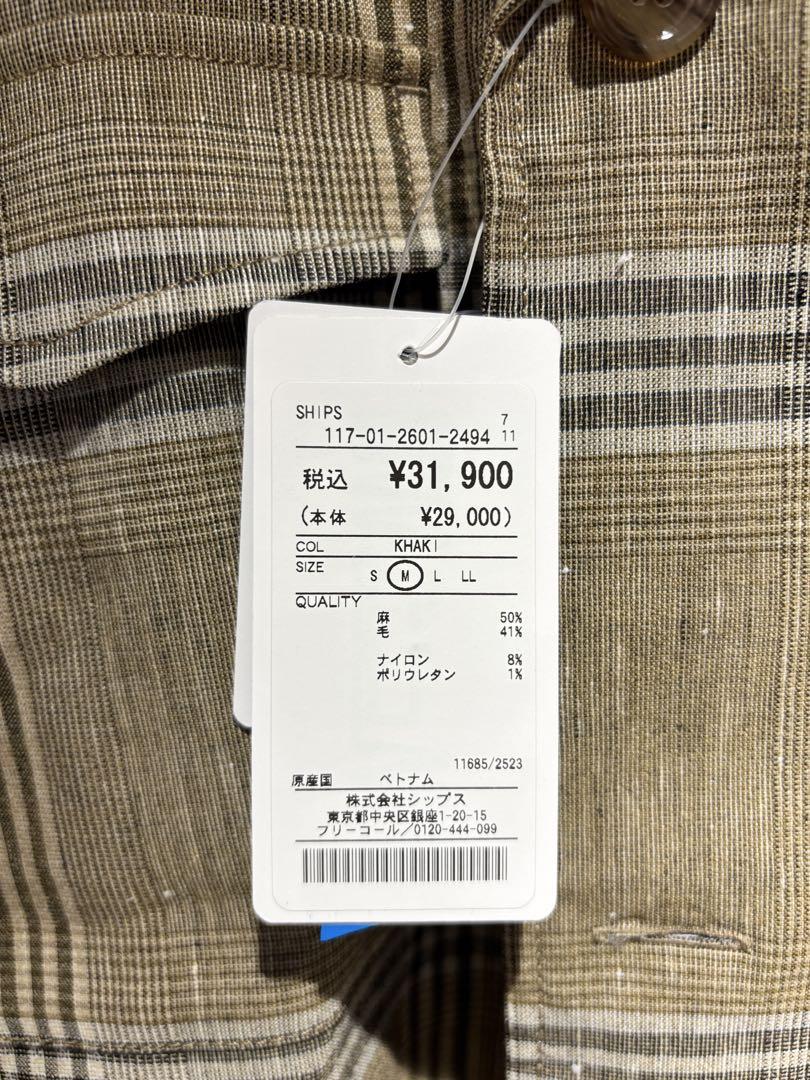 SHIPS
117-01-2601-2494 7 11
税込 ¥31,900
(本体 ¥29,000)
COL KHAKI
SIZE S M L LL
QUALITY
麻 50%
毛 41%
ナイロン 8%
ポリウレタン 1%
11685/2523
原産国 ベトナム
株式会社シップス
東京都中央区銀座1-20-15
フリーコール/0120-444-099